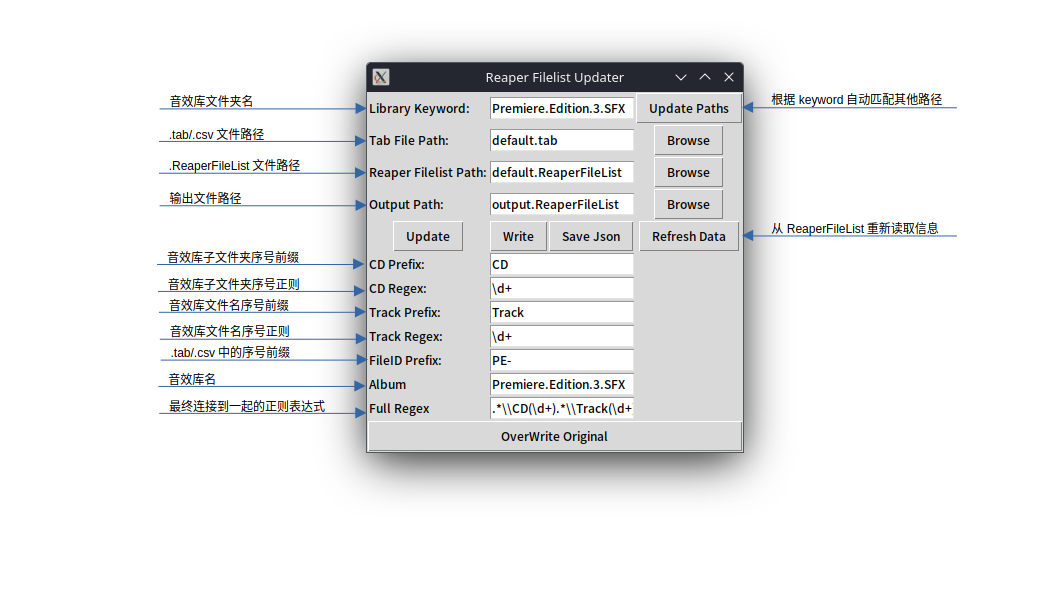 Reaper Filelist Updater
音效库文件夹名
Library Keyword: Premiere.Edition.3.SFX Update Paths
根据 keyword 自动匹配其他路径
.tab/.csv 文件路径
Tab File Path: default.tab Browse
.ReaperFileList 文件路径
Reaper Filelist Path: default.ReaperFileList Browse
输出文件路径
Output Path: output.ReaperFileList Browse
Update Write Save Json Refresh Data
从 ReaperFileList 重新读取信息
音效库子文件夹序号前缀
CD Prefix: CD
音效库子文件夹序号正则
CD Regex: \d+
音效库文件名序号前缀
Track Prefix: Track
音效库文件名序号正则
Track Regex: \d+
.tab/.csv 中的序号前缀
FileID Prefix: PE-
音效库名
Album Premiere.Edition.3.SFX
最终连接到一起的正则表达式
Full Regex .*\\CD(\d+).*\\Track(\d+
OverWrite Original